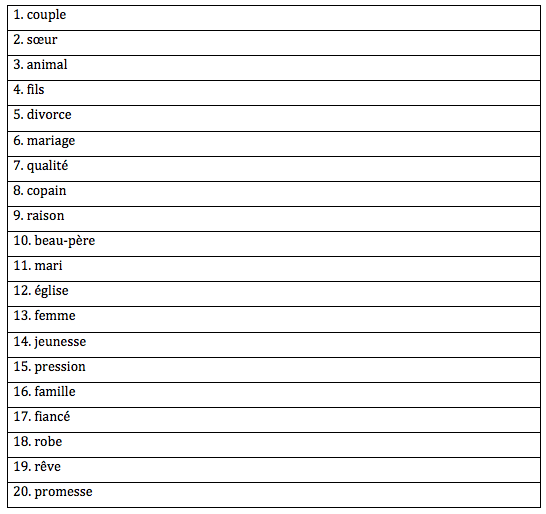 1. couple
2. sœur
3. animal
4. fils
5. divorce
6. mariage
7. qualité
8. copain
9. raison
10. beau-père
11. mari
12. église
13. femme
14. jeunesse
15. pression
16. famille
17. fiancé
18. robe
19. rêve
20. promesse